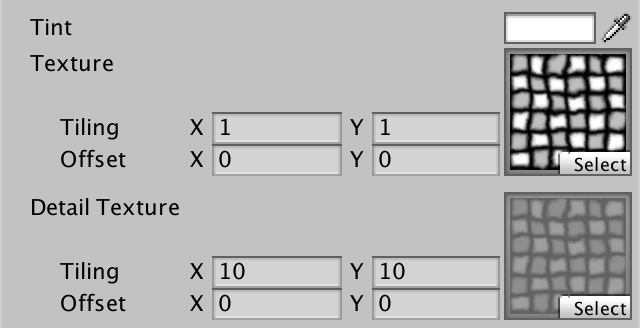 Tint
Texture
Tiling X 1 Y 1
Offset X 0 Y 0
Select
Detail Texture
Tiling X 10 Y 10
Offset X 0 Y 0
Select